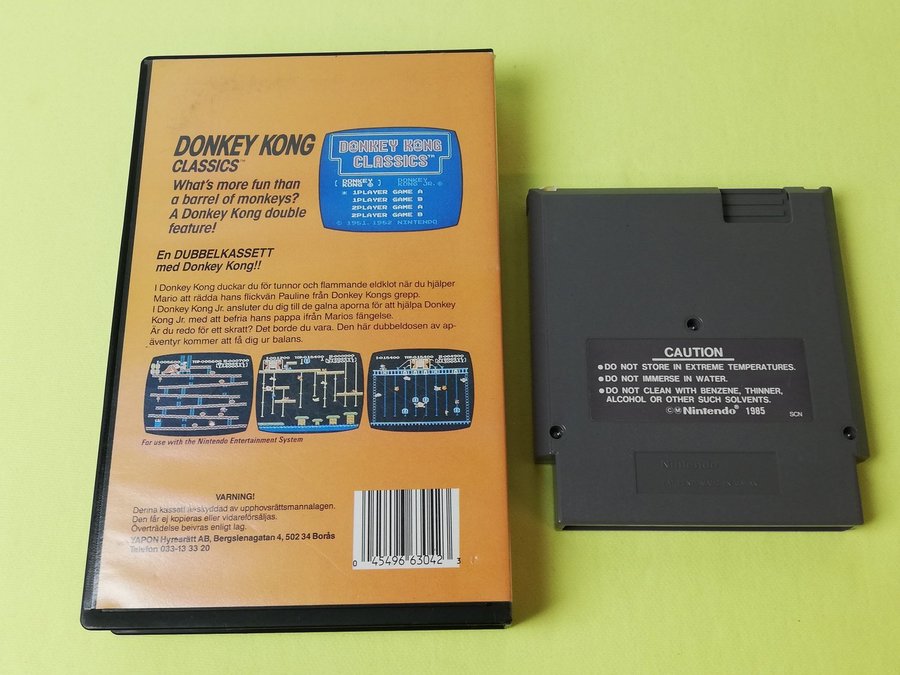 DONKEY KONG
CLASSICS™
What's more fun than
a barrel of monkeys?
A Donkey Kong double
feature!
DONKEY KONG
CLASSICS™
[ DONKEY KONG ® ] DONKEY KONG JR.®
* 1PLAYER GAME A
1PLAYER GAME B
2PLAYER GAME A
2PLAYER GAME B
© 1981,1982 NINTENDO
En DUBBELKASSETT
med Donkey Kong!!
I Donkey Kong duckar du för tunnor och flammande eldklot när du hjälper
Mario att rädda hans flickvän Pauline från Donkey Kongs grepp.
I Donkey Kong Jr. ansluter du dig till de galna aporna för att hjälpa Donkey
Kong Jr. med att befria hans pappa ifrån Marios fängelse.
Är du redo för ett skratt? Det borde du vara. Den här dubbeldosen av ap-
äventyr kommer att få dig ur balans.
For use with the Nintendo Entertainment System
VARNING!
Denna kassett är skyddad av upphovsrättsmannalagen.
Den får ej kopieras eller vidareförsäljas.
Överträdelse beivras enligt lag.
YAPON Hyresrätt AB, Bergslenagatan 4, 502 34 Borås
Telefon 033-13 33 20
0 45496 63042 3
CAUTION
●DO NOT STORE IN EXTREME TEMPERATURES.
●DO NOT IMMERSE IN WATER.
●DO NOT CLEAN WITH BENZENE, THINNER,
ALCOHOL OR OTHER SUCH SOLVENTS.
©Ⓜ Nintendo® 1985 SCN
Nintendo